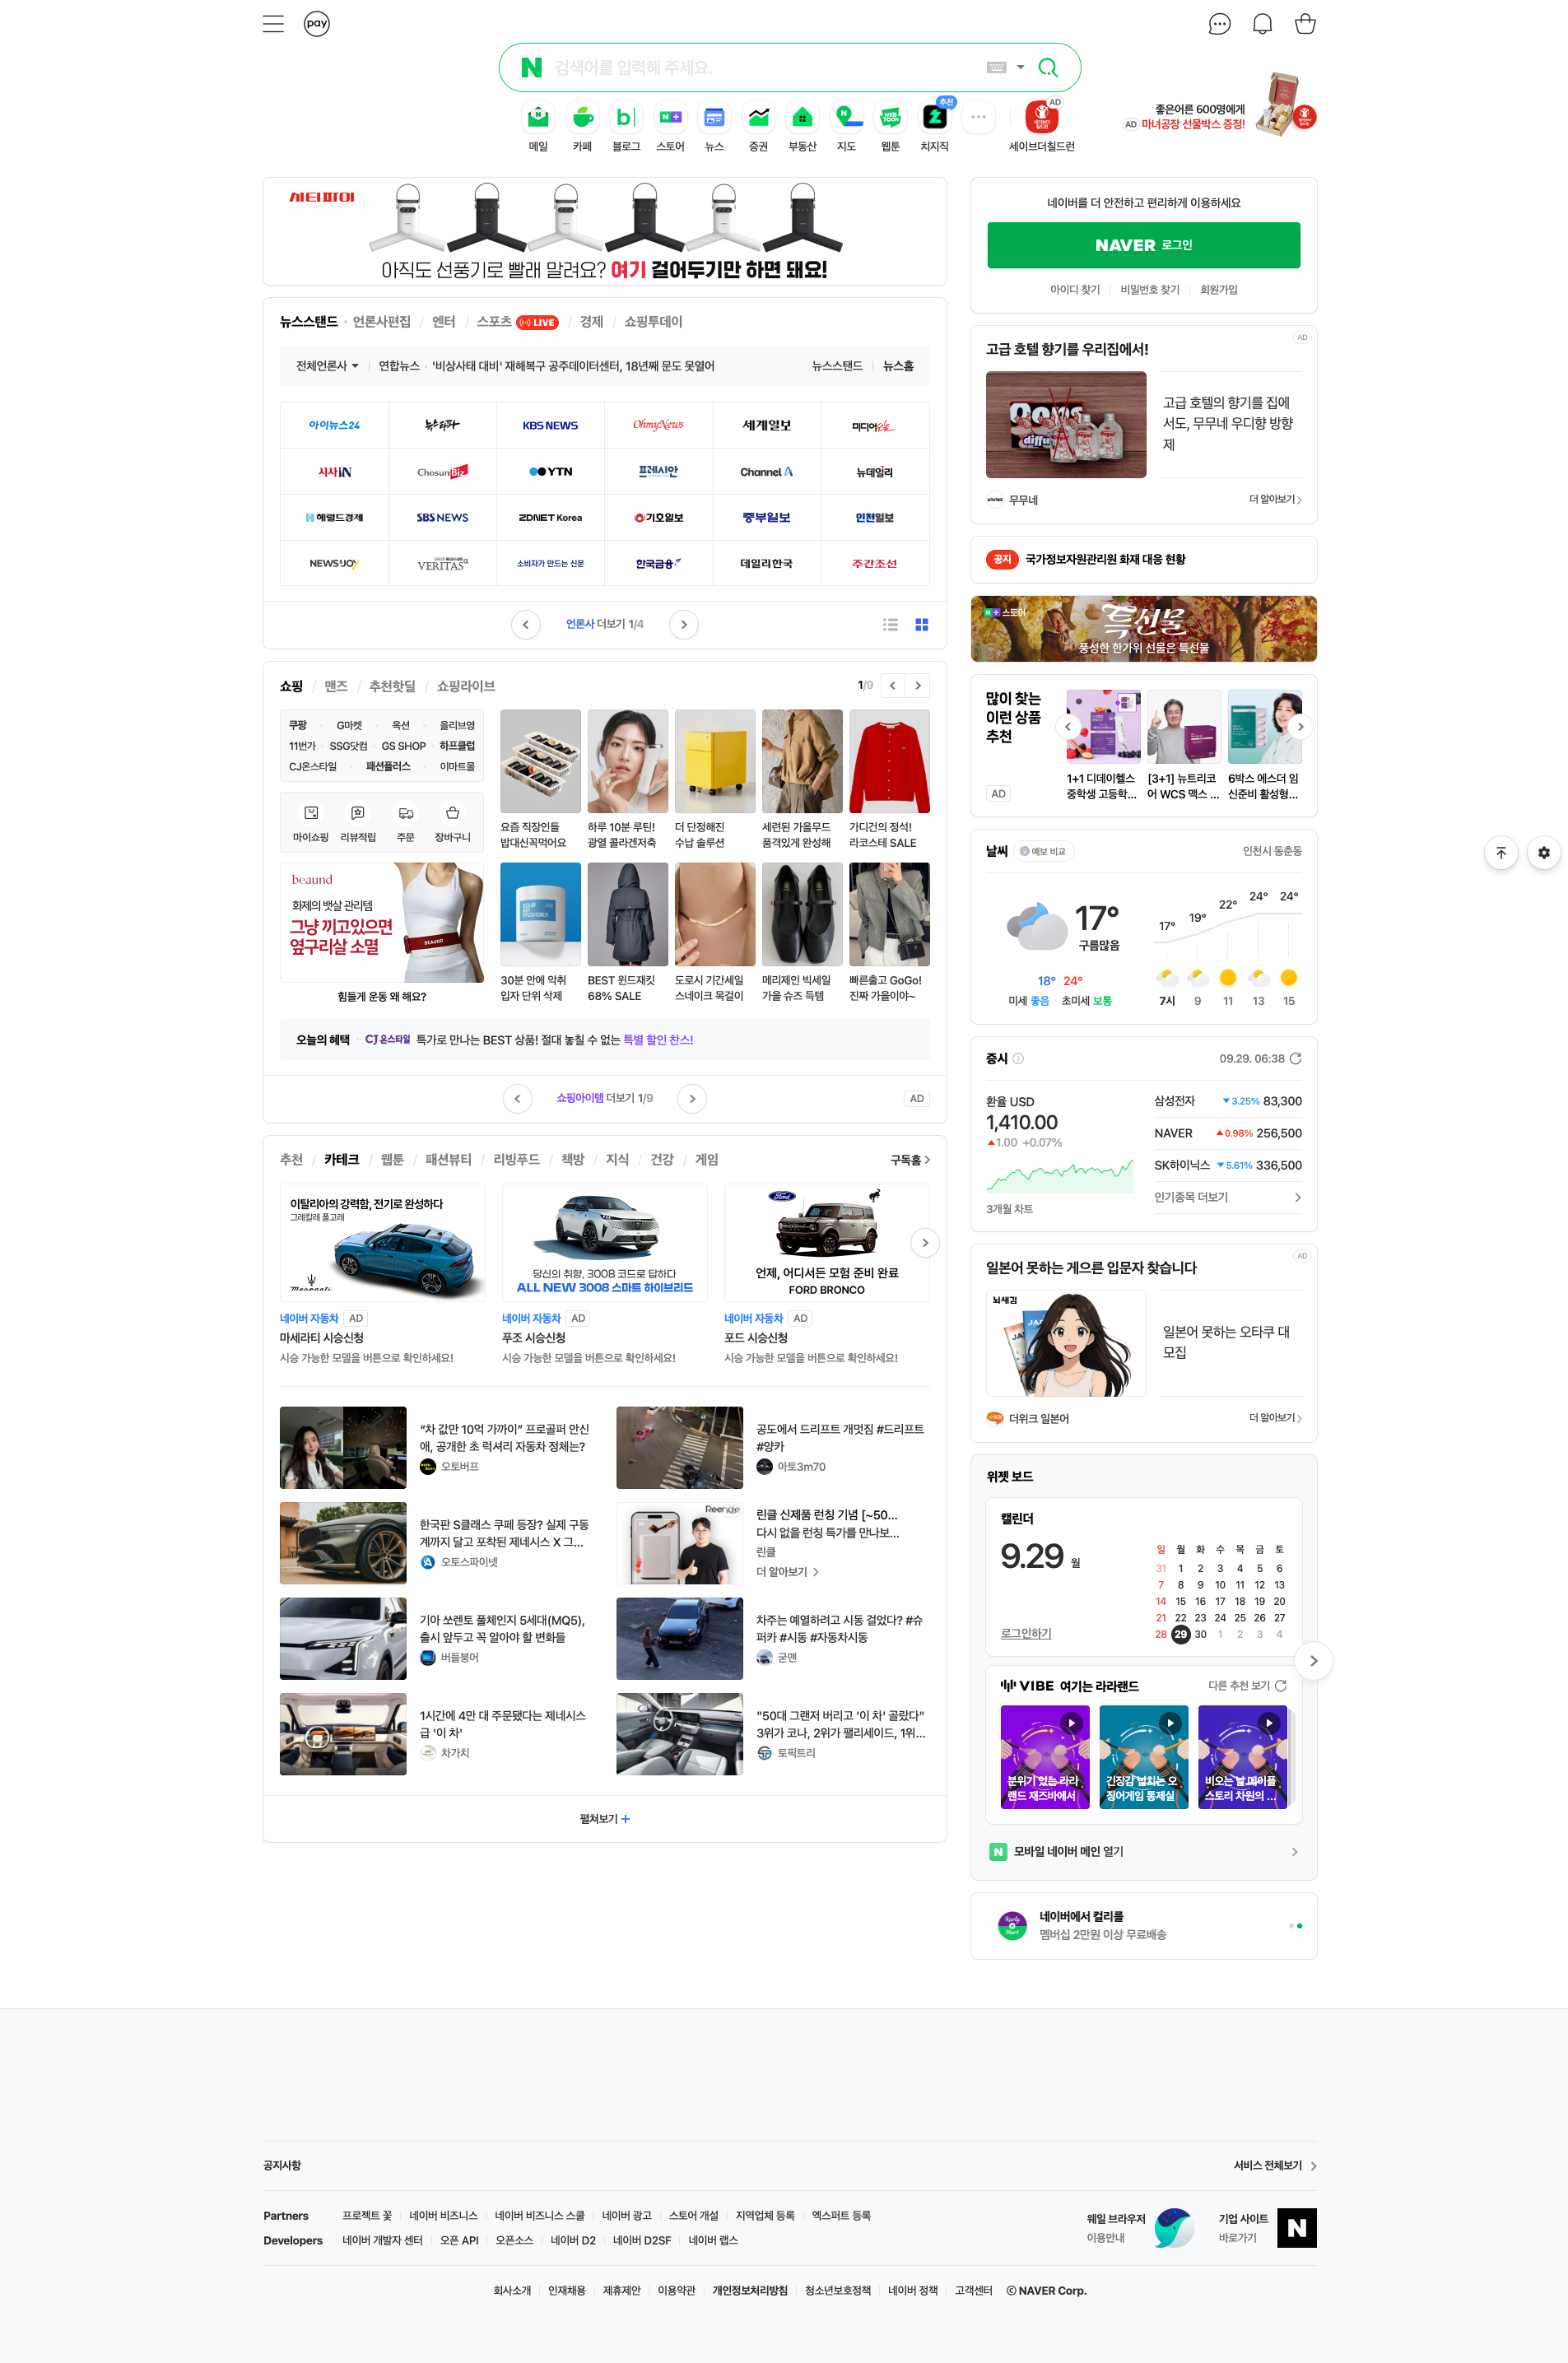 pay
N 검색어를 입력해 주세요.
추천
AD
메일 카페 블로그 스토어 뉴스 증권 부동산 지도 웹툰 치지직 세이브더칠드런
좋은어른 600명에게
AD 마녀공장 선물박스 증정!
씨티파이
아직도 선풍기로 빨래 말려요? 여기 걸어두기만 하면 돼요!
네이버를 더 안전하고 편리하게 이용하세요
NAVER 로그인
아이디 찾기 비밀번호 찾기 회원가입
뉴스스탠드 · 언론사편집 / 엔터 / 스포츠 LIVE / 경제 / 쇼핑투데이
전체언론사 연합뉴스 · '비상사태 대비' 재해복구 공주데이터센터, 18년째 문도 못열어 뉴스스탠드 뉴스홈
아이뉴스24 뉴스타파 KBS NEWS OhmyNews 세계일보 미디어오늘
시사IN ChosunBiz YTN 프레시안 Channel A 뉴데일리
헤럴드경제 SBS NEWS ZDNET Korea 기호일보 중부일보 인천일보
NEWS&JOY VERITAS 소비자가 만드는 신문 한국금융 데일리한국 주간조선
언론사 더보기 1/4
AD
고급 호텔 향기를 우리집에서!
Oops!
diffu
고급 호텔의 향기를 집에
서도, 무무네 우디향 방향
제
무무네 더 알아보기
공지 국가정보자원관리원 화재 대응 현황
N+ 스토어
특선물
풍성한 한가위 선물은 특선물
쇼핑 / 맨즈 / 추천핫딜 / 쇼핑라이브 1/9
쿠팡 · G마켓 · 옥션 · 올리브영
11번가 · SSG닷컴 · GS SHOP · 하프클럽
CJ온스타일 · 패션플러스 · 이마트몰
마이쇼핑 리뷰적립 주문 장바구니
beaund
화제의 뱃살 관리템
그냥 끼고있으면
옆구리살 소멸
BEAUND
힘들게 운동 왜 해요?
요즘 직장인들
밥대신꼭먹어요
하루 10분 루틴!
광열 콜라겐저축
더 단정해진
수납 솔루션
세련된 가을무드
품격있게 완성해
가디건의 정석!
라코스테 SALE
30분 안에 악취
입자 단위 삭제
BEST 윈드재킷
68% SALE
도로시 기간세일
스네이크 목걸이
메리제인 빅세일
가을 슈즈 득템
빠른출고 GoGo!
진짜 가을이야~
오늘의 혜택 · CJ 온스타일 특가로 만나는 BEST 상품! 절대 놓칠 수 없는 특별 할인 찬스!
쇼핑아이템 더보기 1/9
AD
많이 찾는
이런 상품
추천
AD
1+1 디데이헬스
중학생 고등학...
[3+1] 뉴트리코
어 WCS 맥스 ...
6박스 에스더 임
신준비 활성형...
날씨 예보 비교 인천시 동춘동
17°
구름많음
18° 24°
미세 좋음 · 초미세 보통
17° 19° 22° 24° 24°
7시 9 11 13 15
증시 09.29. 06:38
환율 USD
1,410.00
1.00 +0.07%
3개월 차트
삼성전자 3.25% 83,300
NAVER 0.98% 256,500
SK하이닉스 5.61% 336,500
인기종목 더보기
추천 / 카테크 / 웹툰 / 패션뷰티 / 리빙푸드 / 책방 / 지식 / 건강 / 게임 구독홈
이탈리아의 강력함, 전기로 완성하다
그레칼레 폴고레
Maserati
당신의 취향, 3008 코드로 답하다
ALL NEW 3008 스마트 하이브리드
Ford
언제, 어디서든 모험 준비 완료
FORD BRONCO
네이버 자동차 AD
마세라티 시승신청
시승 가능한 모델을 버튼으로 확인하세요!
네이버 자동차 AD
푸조 시승신청
시승 가능한 모델을 버튼으로 확인하세요!
네이버 자동차 AD
포드 시승신청
시승 가능한 모델을 버튼으로 확인하세요!
“차 값만 10억 가까이” 프로골퍼 안신
애, 공개한 초 럭셔리 자동차 정체는?
오토버프
공도에서 드리프트 개멋짐 #드리프트
#양카
아토3m70
한국판 S클래스 쿠페 등장? 실제 구동
계까지 달고 포착된 제네시스 X 그...
오토스파이넷
Reencle
린클 신제품 런칭 기념 [~50...
다시 없을 런칭 특가를 만나보...
린클
더 알아보기
기아 쏘렌토 풀체인지 5세대(MQ5),
출시 앞두고 꼭 알아야 할 변화들
버들붕어
차주는 예열하려고 시동 걸었다? #슈
퍼카 #시동 #자동차시동
굳맨
1시간에 4만 대 주문됐다는 제네시스
급 '이 차'
차가치
"50대 그랜저 버리고 '이 차' 골랐다"
3위가 코나, 2위가 팰리세이드, 1위...
토픽트리
펼쳐보기
AD
일본어 못하는 게으른 입문자 찾습니다
뇌새김
일본어 못하는 오타쿠 대
모집
더위크 일본어 더 알아보기
위젯 보드
캘린더
9.29 월
로그인하기
일 월 화 수 목 금 토
31 1 2 3 4 5 6
7 8 9 10 11 12 13
14 15 16 17 18 19 20
21 22 23 24 25 26 27
28 29 30 1 2 3 4
VIBE 여기는 라라랜드 다른 추천 보기
분위기 있는 라라
랜드 재즈바에서
긴장감 넘치는 오
징어게임 통제실
비오는 날 메이플
스토리 차원의 ...
N 모바일 네이버 메인 열기
Kurly N Mart
네이버에서 컬리를
멤버십 2만원 이상 무료배송
공지사항 서비스 전체보기
Partners 프로젝트 꽃 네이버 비즈니스 네이버 비즈니스 스쿨 네이버 광고 스토어 개설 지역업체 등록 엑스퍼트 등록
Developers 네이버 개발자 센터 오픈 API 오픈소스 네이버 D2 네이버 D2SF 네이버 랩스
웨일 브라우저
이용안내
기업 사이트
바로가기
N
회사소개 인재채용 제휴제안 이용약관 개인정보처리방침 청소년보호정책 네이버 정책 고객센터 ⓒ NAVER Corp.